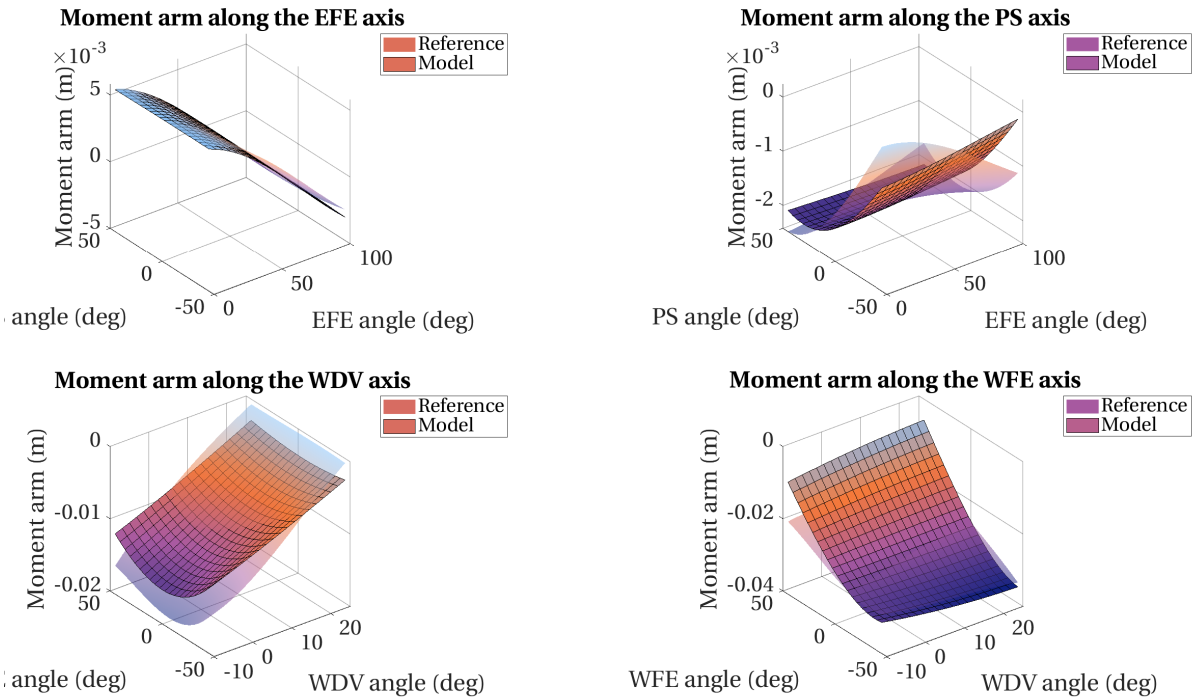 Moment arm along the EFE axis
×10-3
Reference
Model
Moment arm (m)
5
0
-5
50
0
-50
0
50
100
angle (deg)
EFE angle (deg)
Moment arm along the PS axis
×10-3
Reference
Model
Moment arm (m)
0
-1
-2
50
0
-50
0
50
100
PS angle (deg)
EFE angle (deg)
Moment arm along the WDV axis
Reference
Model
Moment arm (m)
0
-0.01
-0.02
50
0
-50
-10
0
10
20
angle (deg)
WDV angle (deg)
Moment arm along the WFE axis
Reference
Model
Moment arm (m)
0
-0.02
-0.04
50
0
-50
-10
0
10
20
WFE angle (deg)
WDV angle (deg)